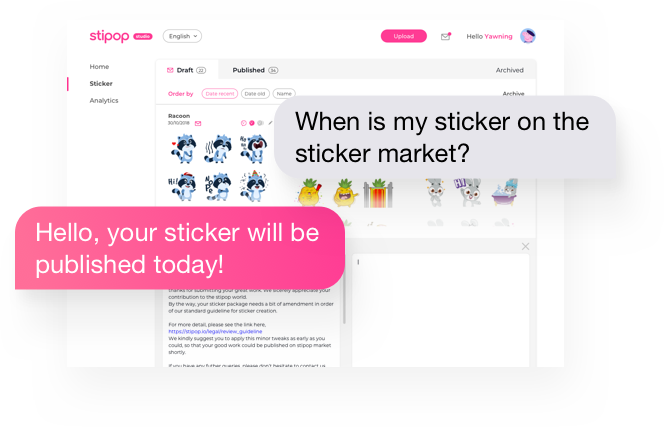 stipop studio
English
Upload
Hello Yawning
Home
Sticker
Analytics
Draft 22
Published
Archived
Order by
Date recent
Date old
Name
Archive
Racoon
30/10/2018
When is my sticker on the
sticker market?
Hi!
HI
Hello, your sticker will be
published today!
thanks for submitting your great work. We sicerely appreciate your
contribution to the stipop world.
By the way, your sticker package needs a bit of amendment in order
of our standard guideline for sticker creation.
For more detail, please see the link here,
https://stipop.io/legal/review_guideline
We kindly suggest you to apply this minor tweaks as early as you
could, so that your good work could be published on stipop market
shortly.
If you have any futher queries, please don't hesitate to contact us